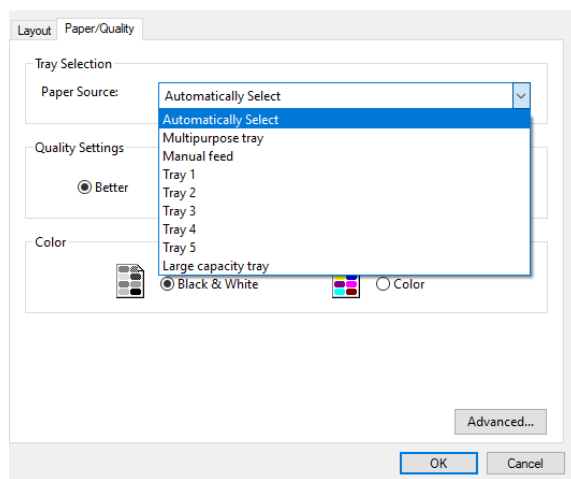 Layout Paper/Quality
Tray Selection
Paper Source: Automatically Select
Automatically Select
Multipurpose tray
Manual feed
Tray 1
Tray 2
Tray 3
Tray 4
Tray 5
Large capacity tray
Quality Settings
Better
Color
Black & White Color
Advanced...
OK Cancel